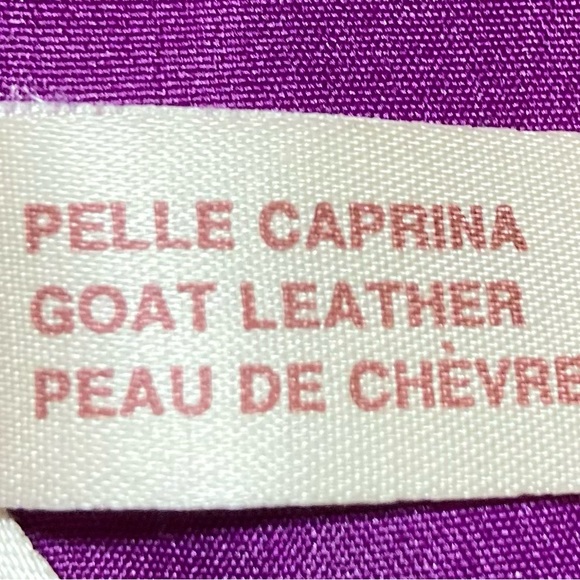 PELLE CAPRINA
GOAT LEATHER
PEAU DE CHÈVRE